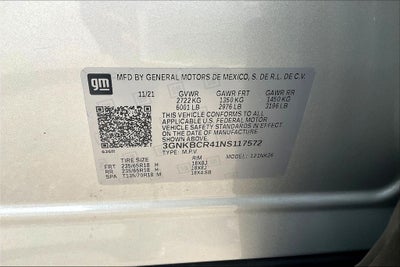 gm
MFD BY GENERAL MOTORS DE MEXICO, S. DE R.L. DE C.V.
11/21 GVWR GAWR FRT GAWR RR
2722 KG 1350 KG 1450 KG
6001 LB 2976 LB 3196 LB
THIS VEHICLE CONFORMS TO ALL
APPLICABLE U.S. FEDERAL MOTOR
VEHICLE SAFETY STANDARDS IN EFFECT
ON THE DATE OF MANUFACTURE
SHOWN ABOVE.
3GNKBCR41NS117572
TYPE: M.P.V. MODEL:
TIRE SIZE RIM
FRT 235/65R18 H 18X8J
RR 235/65R18 H 18X8J
SPA T135/70R18 M